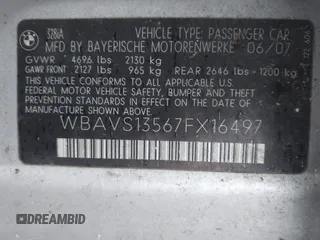 328iA VEHICLE TYPE: PASSENGER CAR
MFD BY BAYERISCHE MOTORENWERKE 06/07
GVWR 4696 lbs 2130 kg
GAWR FRONT 2127 lbs 965 kg REAR 2646 lbs - 1200 kg
THIS VEHICLE CONFORMS TO ALL APPLICABLE U.S.
FEDERAL MOTOR VEHICLE SAFETY, BUMPER, AND THEFT
PREVENTION STANDARDS IN EFFECT ON THE DATE OF
MANUFACTURE SHOWN ABOVE.
WBAVS13567FX16497
DREAMBID